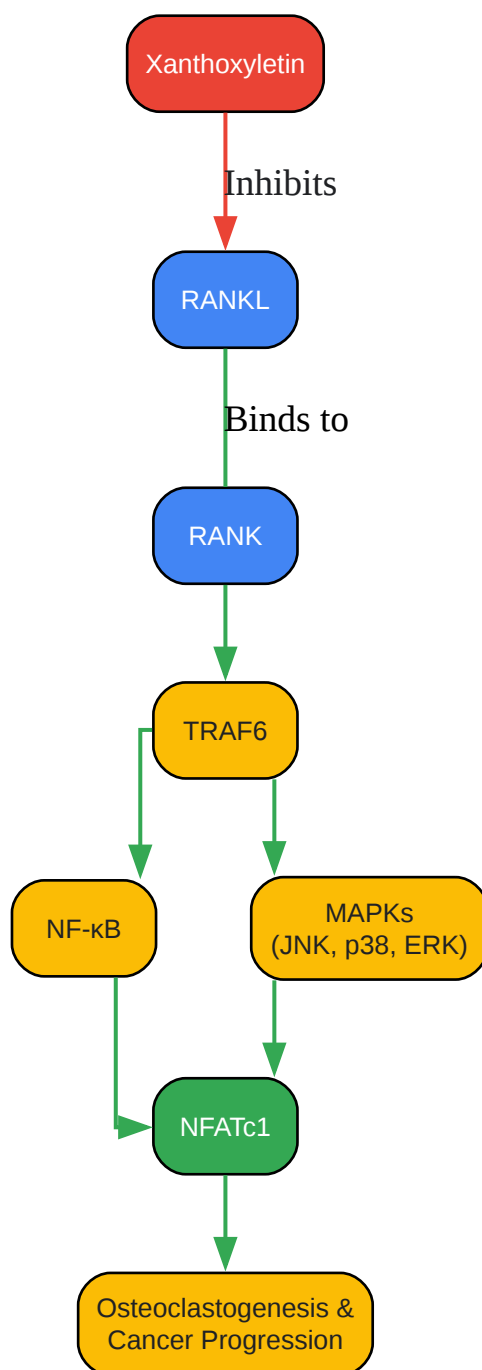 Xanthoxyletin
Inhibits
RANKL
Binds to
RANK
TRAF6
NF-κB
MAPKs
(JNK, p38, ERK)
NFATc1
Osteoclastogenesis &
Cancer Progression